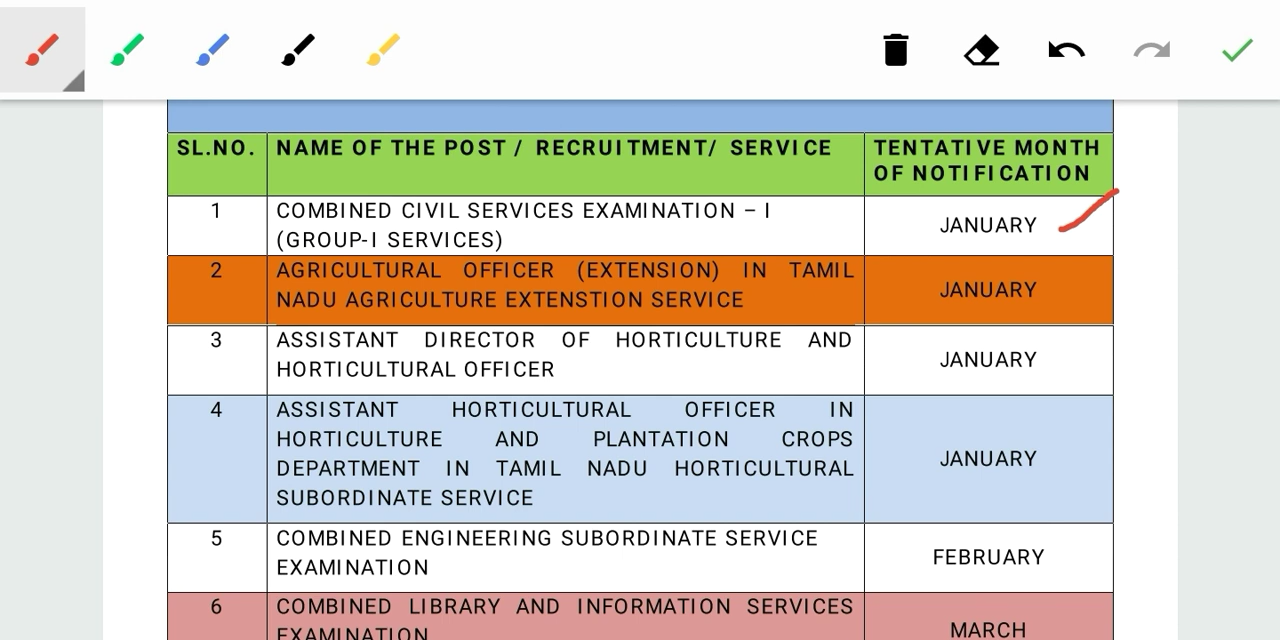 SL.NO. NAME OF THE POST / RECRUITMENT/ SERVICE TENTATIVE MONTH
OF NOTIFICATION
1 COMBINED CIVIL SERVICES EXAMINATION – I
(GROUP-I SERVICES) JANUARY
2 AGRICULTURAL OFFICER (EXTENSION) IN TAMIL
NADU AGRICULTURE EXTENSTION SERVICE JANUARY
3 ASSISTANT DIRECTOR OF HORTICULTURE AND
HORTICULTURAL OFFICER JANUARY
4 ASSISTANT HORTICULTURAL OFFICER IN
HORTICULTURE AND PLANTATION CROPS
DEPARTMENT IN TAMIL NADU HORTICULTURAL
SUBORDINATE SERVICE JANUARY
5 COMBINED ENGINEERING SUBORDINATE SERVICE
EXAMINATION FEBRUARY
6 COMBINED LIBRARY AND INFORMATION SERVICES
EXAMINATION MARCH